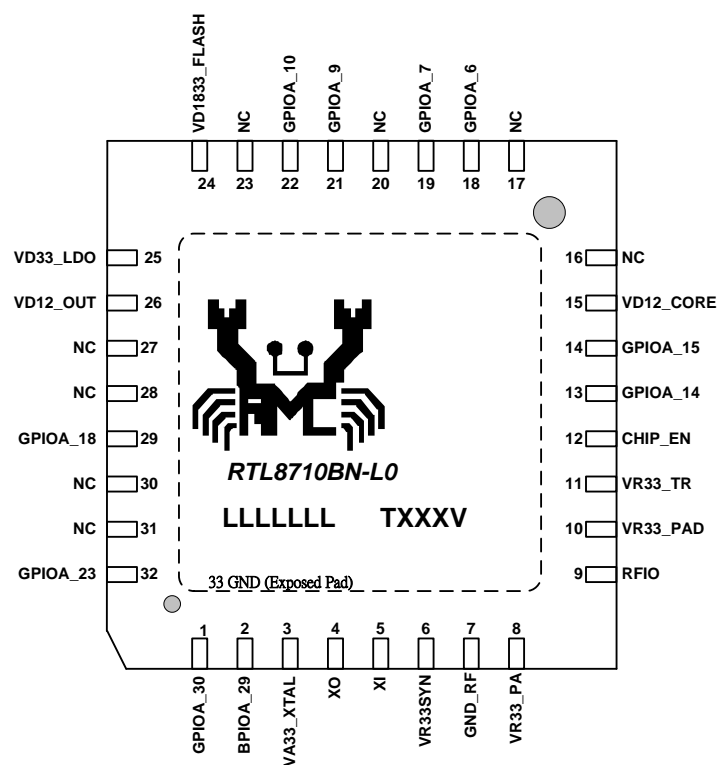 VD1833_FLASH
NC
GPIOA_10
GPIOA_9
NC
GPIOA_7
GPIOA_6
NC
24
23
22
21
20
19
18
17
VD33_LDO 25
VD12_OUT 26
NC 27
NC 28
GPIOA_18 29
NC 30
NC 31
GPIOA_23 32
16 NC
15 VD12_CORE
14 GPIOA_15
13 GPIOA_14
12 CHIP_EN
11 VR33_TR
10 VR33_PAD
9 RFIO
RTL8710BN-L0
LLLLLLL TXXXV
33 GND (Exposed Pad)
1
2
3
4
5
6
7
8
GPIOA_30
BPIOA_29
VA33_XTAL
XO
XI
VR33SYN
GND_RF
VR33_PA